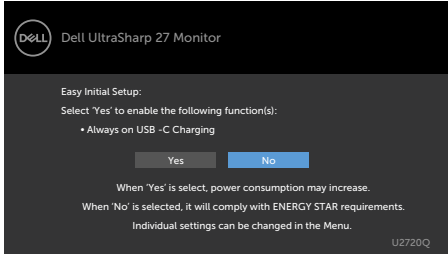 DELL
Dell UltraSharp 27 Monitor
Easy Initial Setup:
Select 'Yes' to enable the following function(s):
• Always on USB -C Charging
Yes No
When 'Yes' is select, power consumption may increase.
When 'No' is selected, it will comply with ENERGY STAR requirements.
Individual settings can be changed in the Menu.
U2720Q